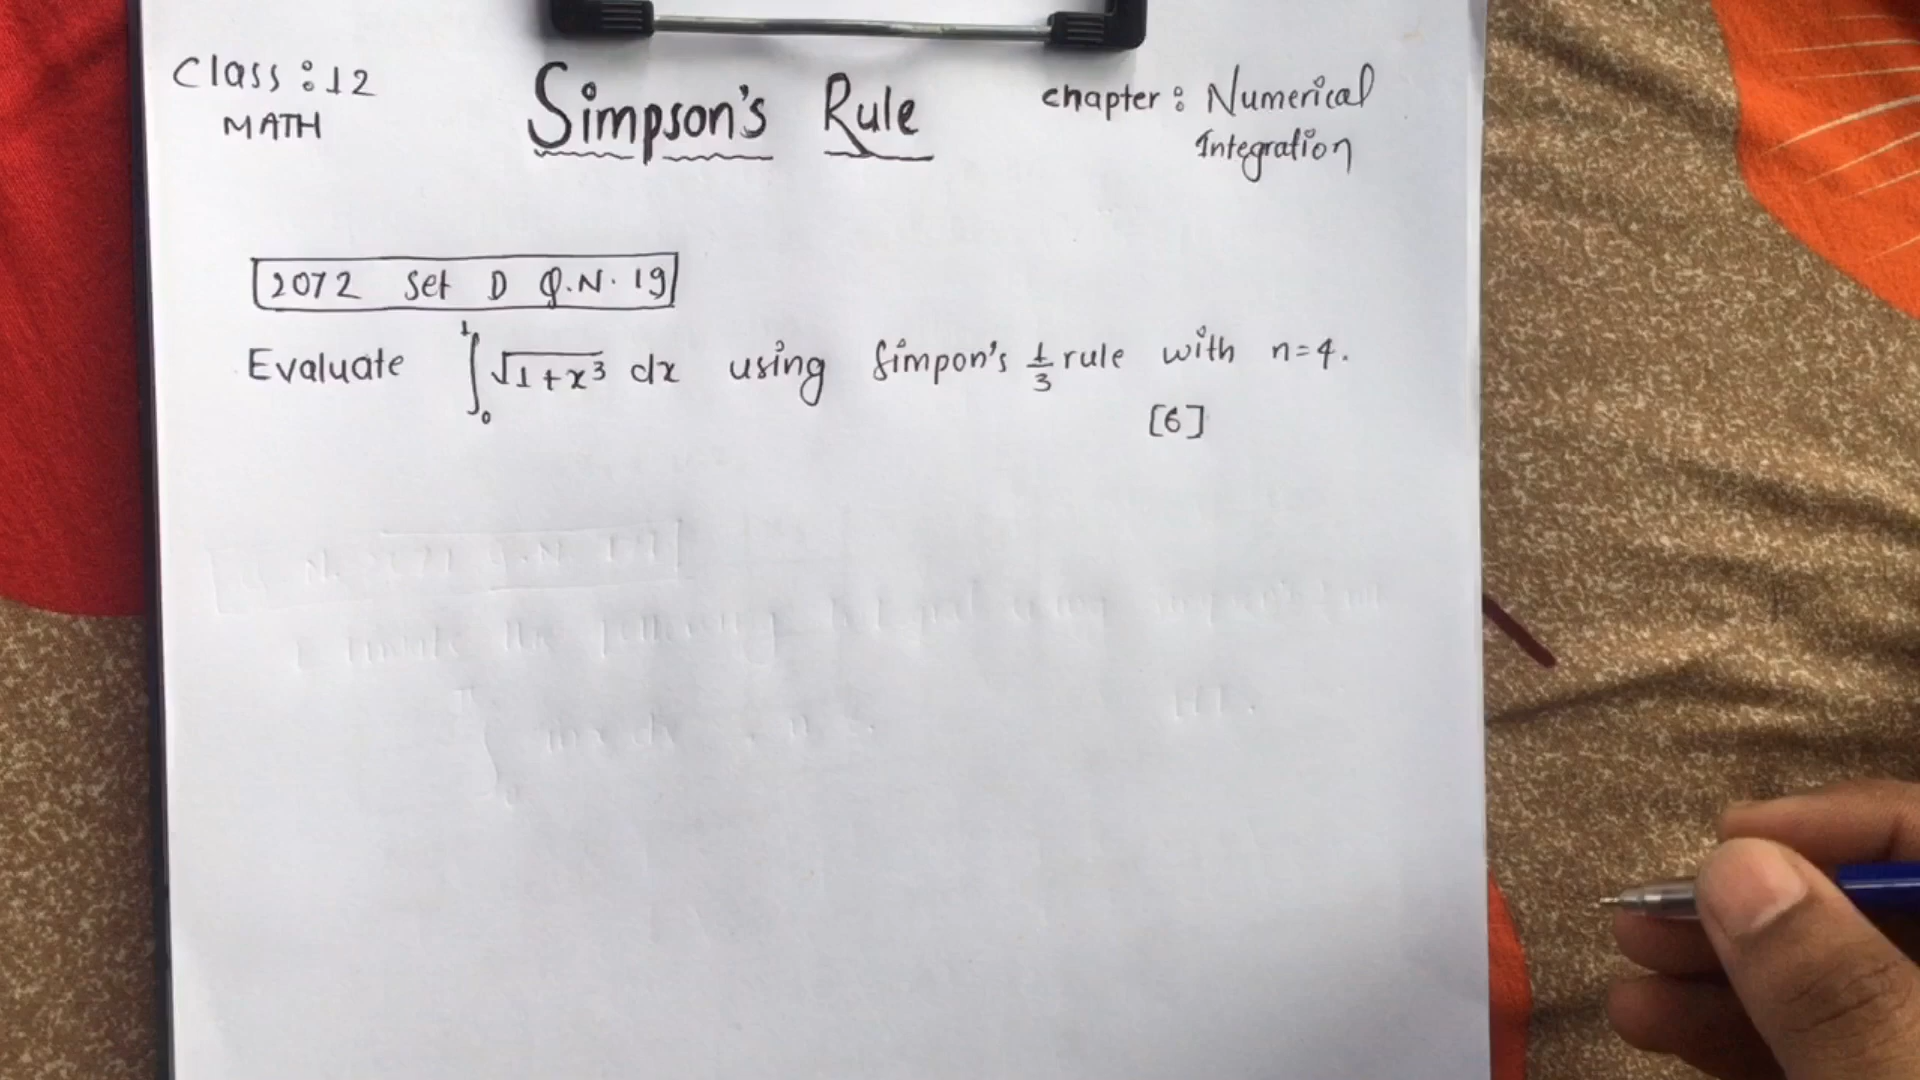 Class : 12
MATH
Simpson's Rule
chapter : Numerical
Integration
2072 Set D Q.N. 19
Evaluate ∫₀¹ √1+x³ dx using Simpon's 1/3 rule with n=4.
[6]